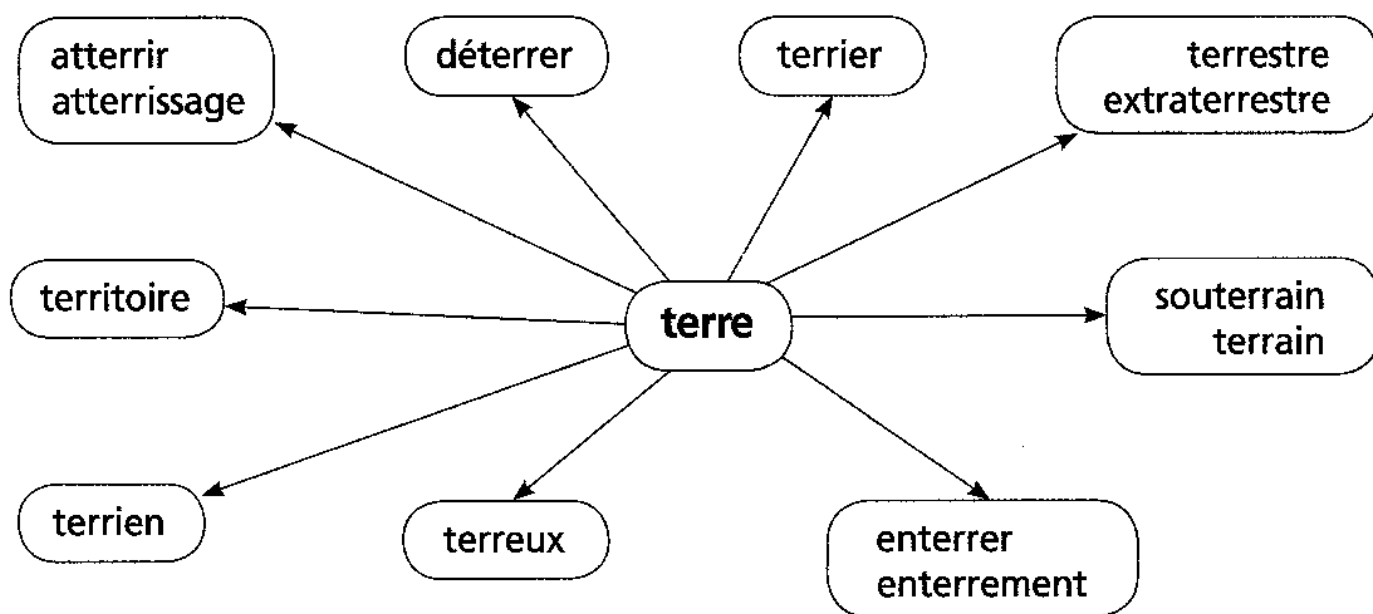 atterrir
atterrissage
déterrer
terrier
terrestre
extraterrestre
territoire
terre
souterrain
terrain
terrien
terreux
enterrer
enterrement